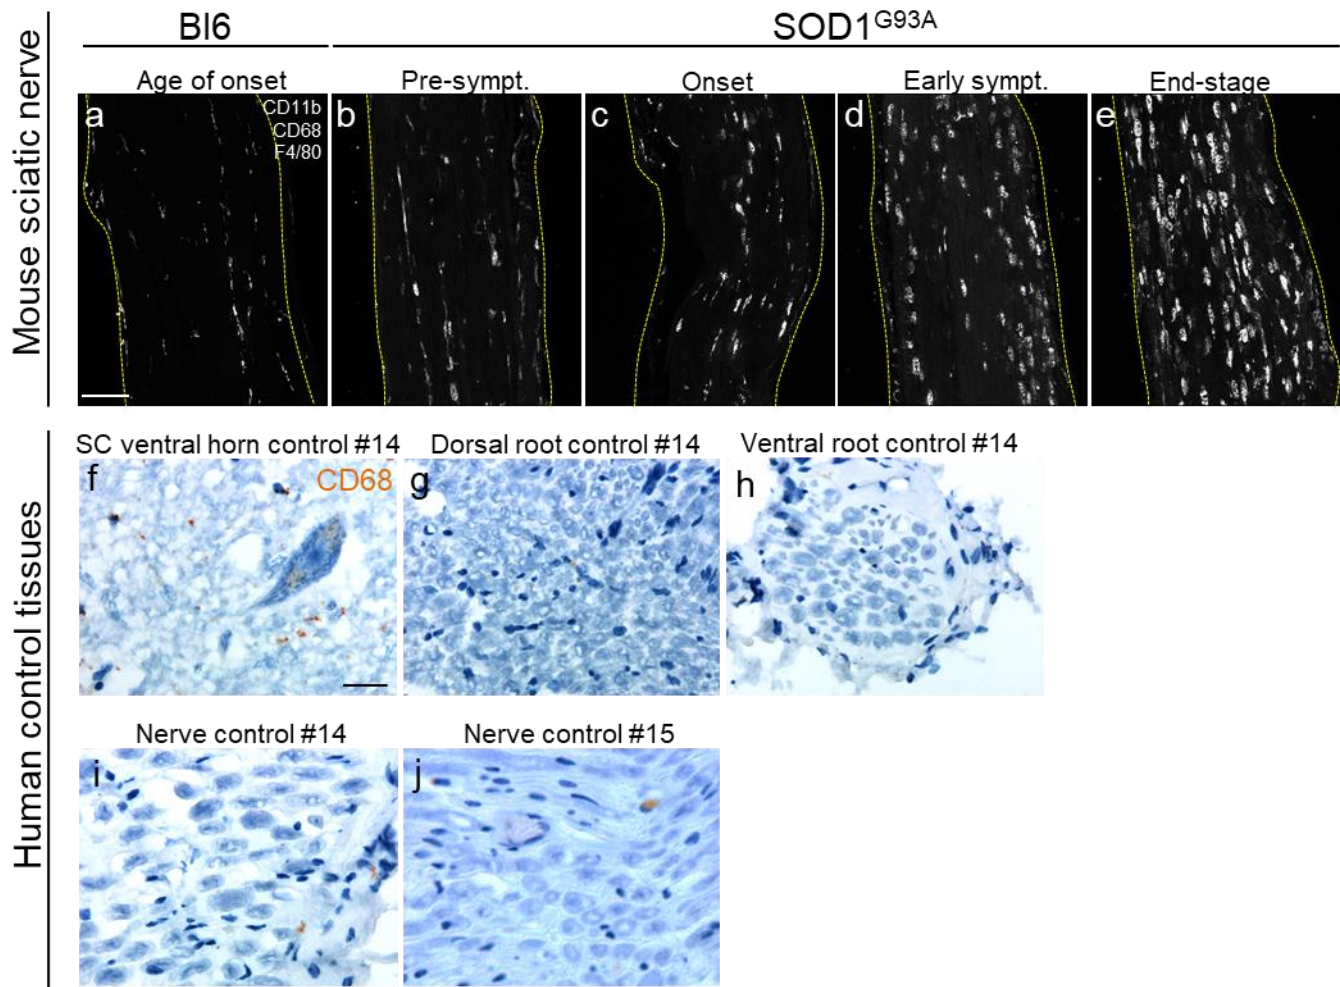 Mouse sciatic nerve
Bl6
SOD1G93A
Age of onset
Pre-sympt.
Onset
Early sympt.
End-stage
a
CD11b
CD68
F4/80
b
c
d
e
Human control tissues
SC ventral horn control #14
Dorsal root control #14
Ventral root control #14
f
CD68
g
h
Nerve control #14
Nerve control #15
i
j